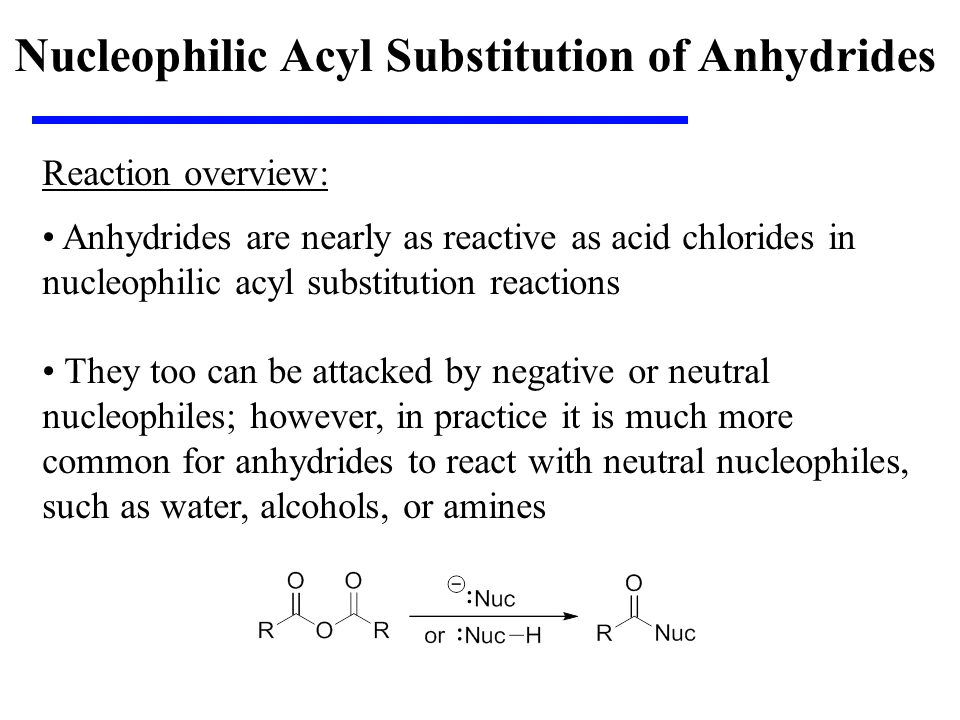 Nucleophilic Acyl Substitution of Anhydrides
Reaction overview:
• Anhydrides are nearly as reactive as acid chlorides in
nucleophilic acyl substitution reactions
• They too can be attacked by negative or neutral
nucleophiles; however, in practice it is much more
common for anhydrides to react with neutral nucleophiles,
such as water, alcohols, or amines
O O
R O R
⊖
:Nuc
or :Nuc−H
O
R Nuc